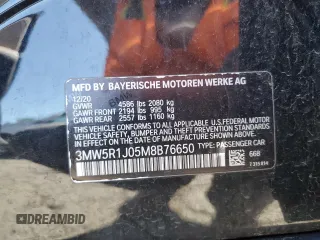 MFD BY BAYERISCHE MOTOREN WERKE AG
12/20
GVWR 4586 lbs 2080 kg
GAWR FRONT 2194 lbs 995 kg
GAWR REAR 2557 lbs 1160 kg
THIS VEHICLE CONFORMS TO ALL APPLICABLE
U.S. FEDERAL MOTOR VEHICLE SAFETY,
BUMPER AND THEFT PREVENTION STANDARDS
IN EFFECT ON THE DATE OF MANUFACTURE
SHOWN ABOVE.
3MW5R1J05M8B76650 TYPE: PASSENGER CAR
668
DREAMBID